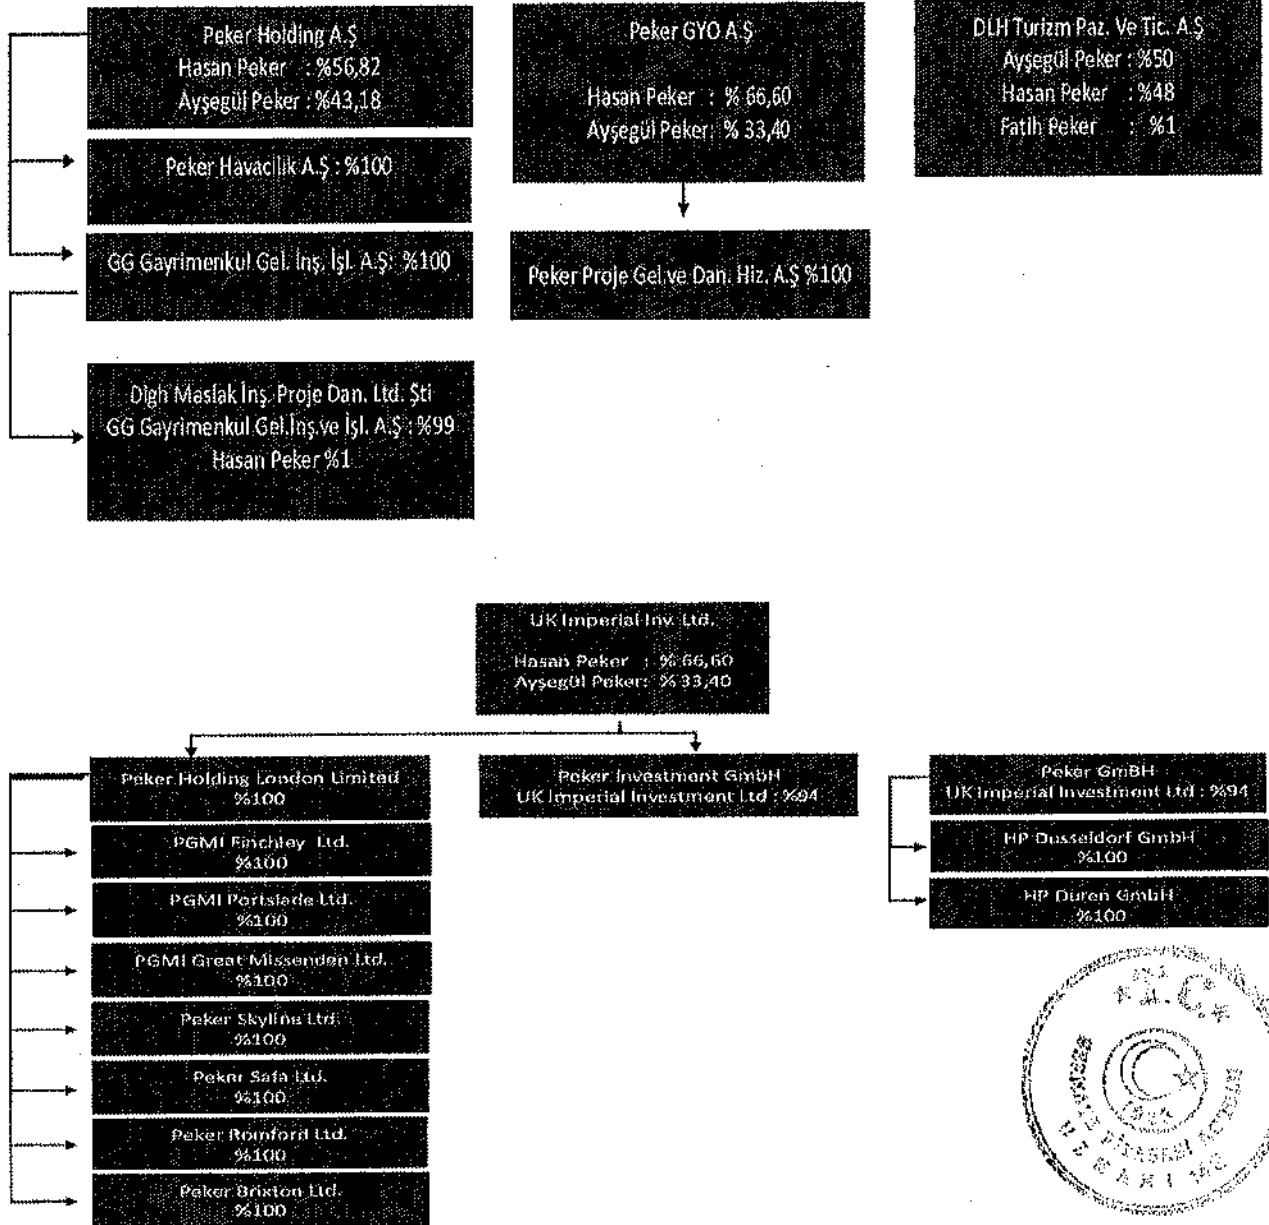 Peker Holding A.Ş
Hasan Peker : %56,82
Ayşegül Peker : %43,18
Peker Havacilik A.Ş : %100
GG Gayrimenkul Gel. İnş. İşl. A.Ş: %100
Digh Maslak İnş. Proje Dan. Ltd. Şti
GG Gayrimenkul Gel.İnş.ve İşl. A.Ş : %99
Hasan Peker %1
Peker GYO A.Ş
Hasan Peker : % 66,60
Ayşegül Peker: % 33,40
Peker Proje Gel.ve Dan. Hiz. A.Ş %100
DLH Turizm Paz. Ve Tic. A.Ş
Ayşegül Peker : %50
Hasan Peker : %48
Fatih Peker : %1
UK Imperial Inv. Ltd.
Hasan Peker : % 66,60
Ayşegül Peker: % 33,40
Peker Holding London Limited
%100
PGMI Finchley Ltd.
%100
PGMI Portslade Ltd.
%100
PGMI Great Missenden Ltd.
%100
Peker Skyline Ltd.
%100
Peker Safa Ltd.
%100
Peker Romford Ltd.
%100
Peker Brixton Ltd.
%100
Peker Investment GmbH
UK Imperial Investment Ltd : %94
Peker GmBH
UK Imperial Investment Ltd : %94
HP Dusseldorf GmbH
%100
HP Duren GmbH
%100
T.C.